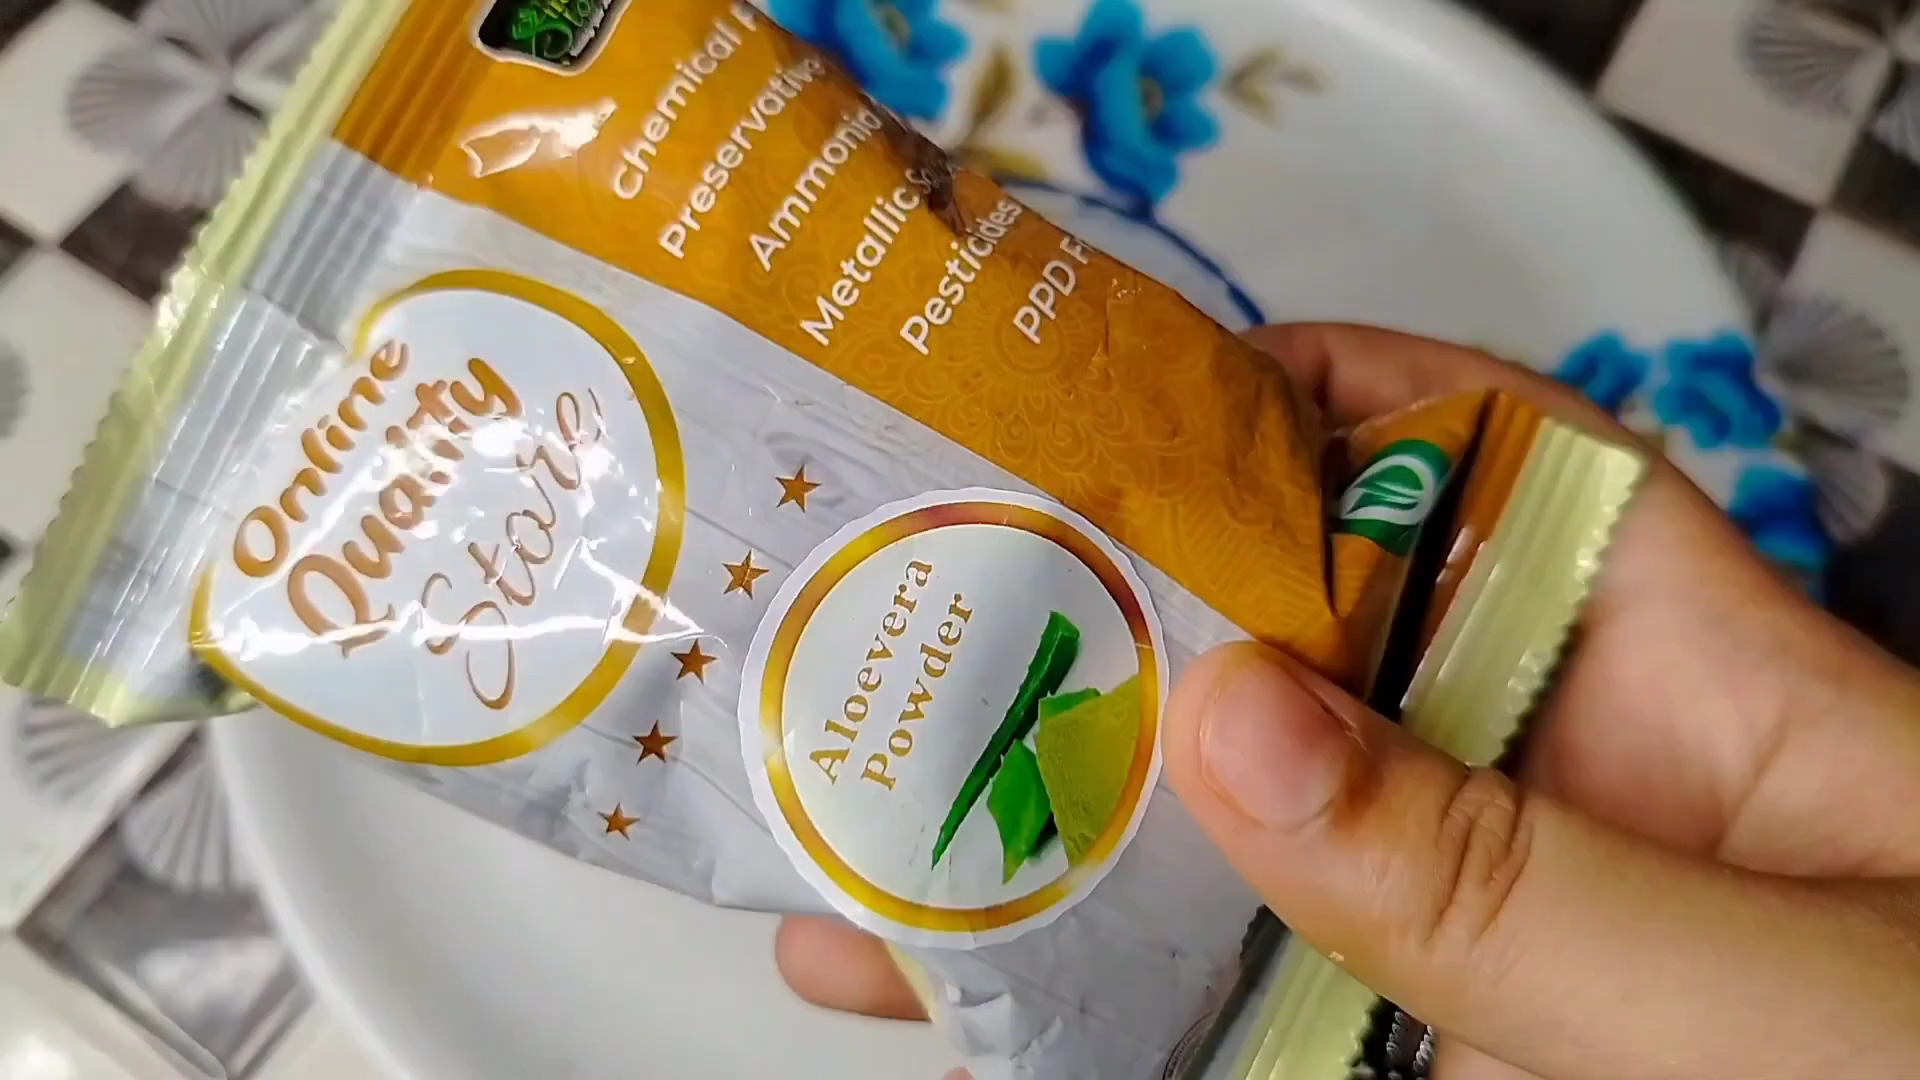 Chemical
Preservative
Ammonia
Metallic
Pesticides
PPD
Online
Quality
Store
Aloevera
Powder